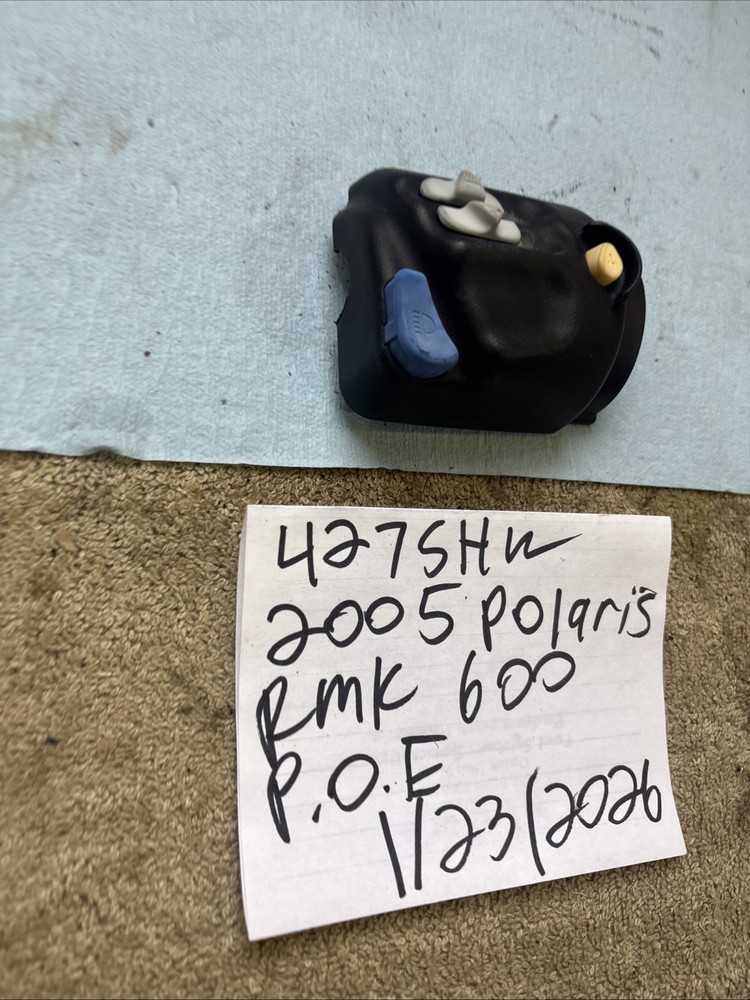 427SHW
2005 Polaris
RMK 600
P.O.E
1/23/2026